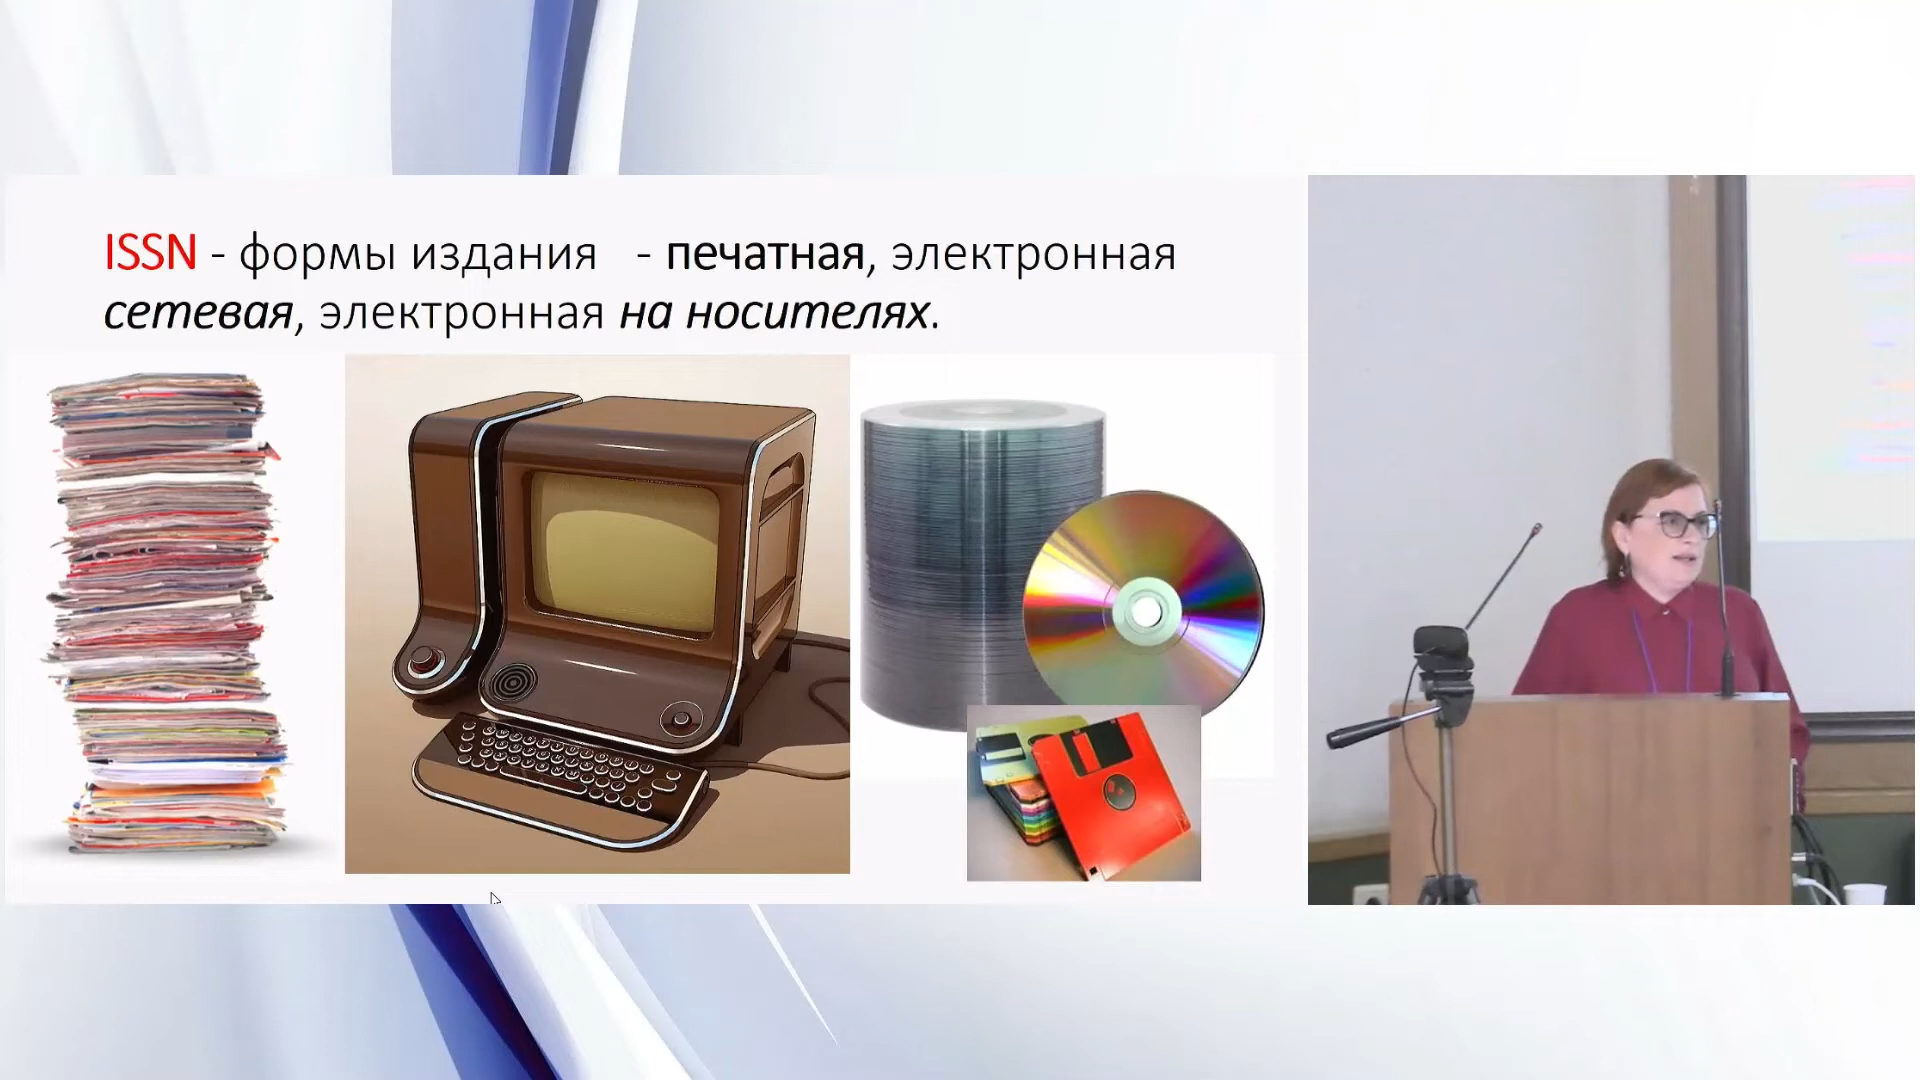 ISSN - формы издания - печатная, электронная
сетевая, электронная на носителях.